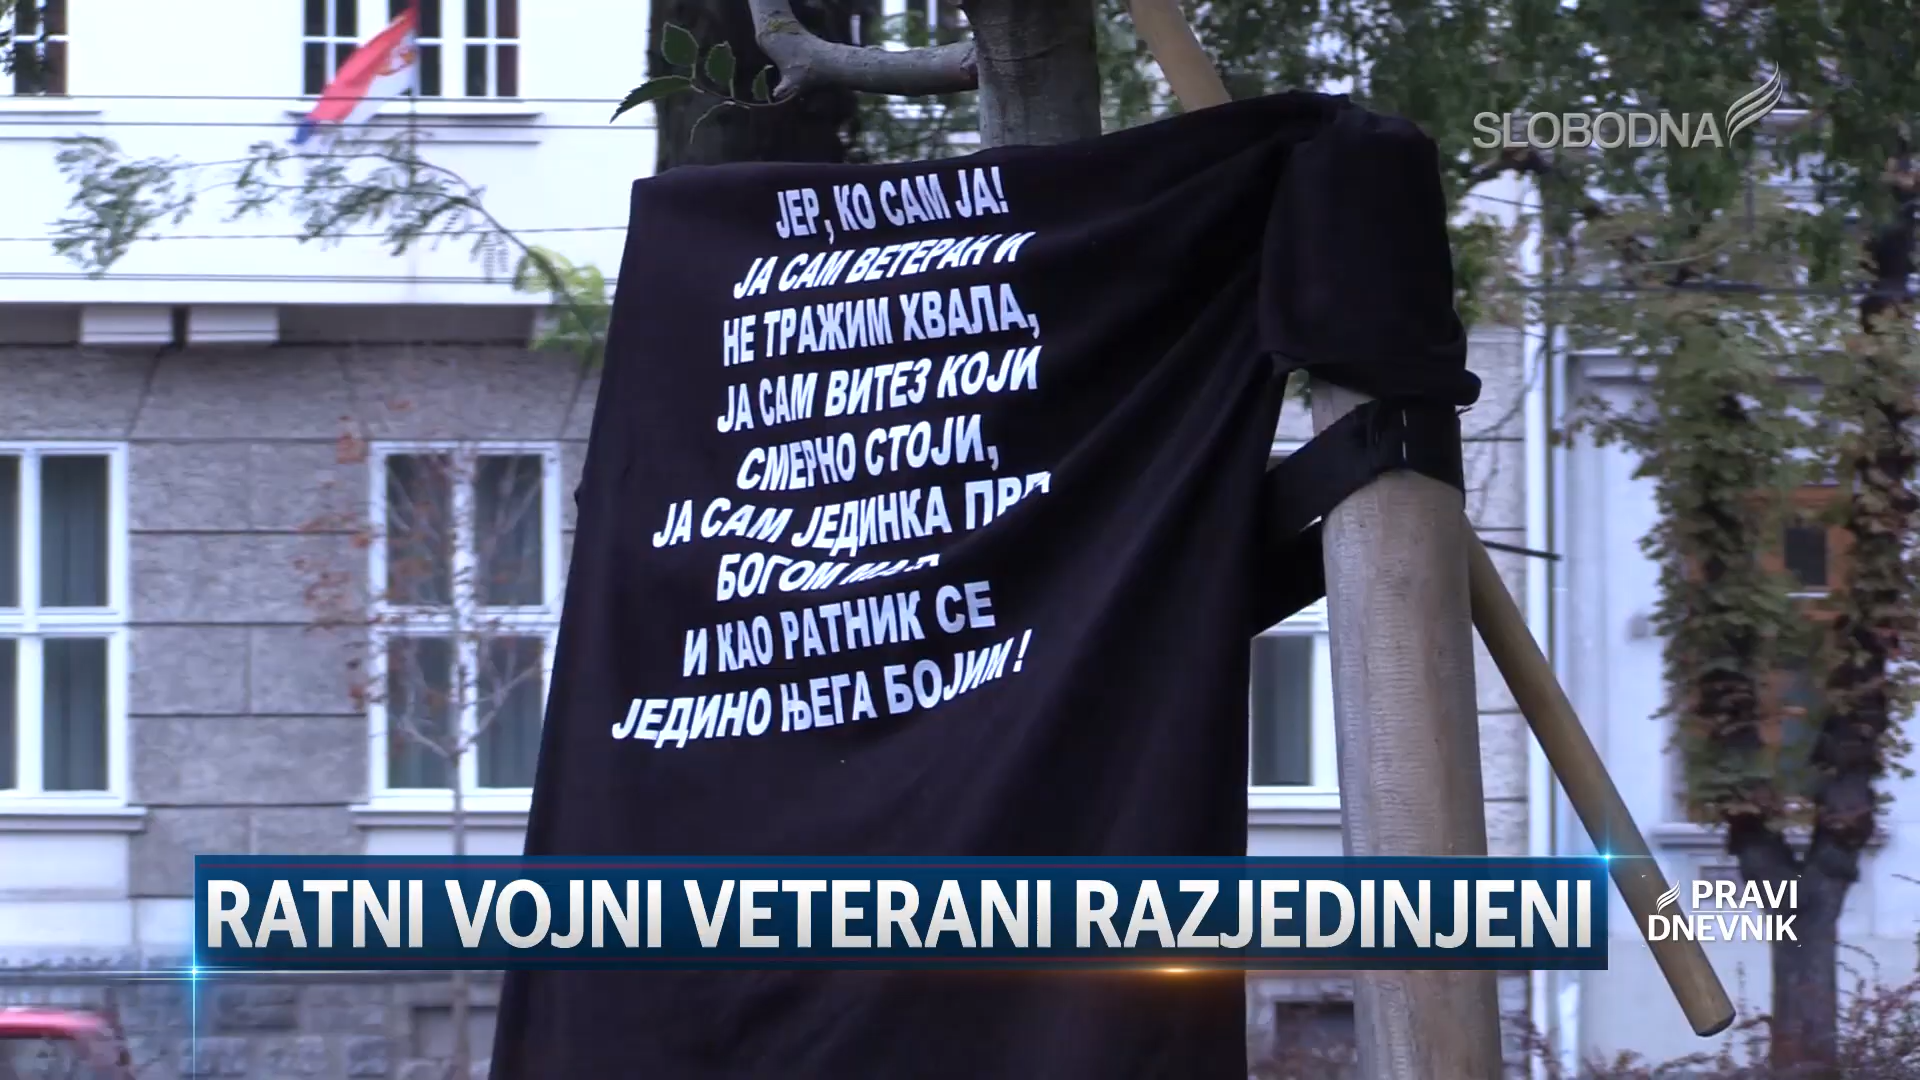 SLOBODNA
ЈЕР, КО САМ ЈА!
ЈА САМ ВЕТЕРАН И
НЕ ТРАЖИМ ХВАЛА,
ЈА САМ ВИТЕЗ КОЈИ
СМЕРНО СТОЈИ,
ЈА САМ ЈЕДИНКА
БОГОМ
И КАО РАТНИК СЕ
ЈЕДИНО ЊЕГА БОЈИМ!
RATNI VOJNI VETERANI RAZJEDINJENI
PRAVI
DNEVNIK